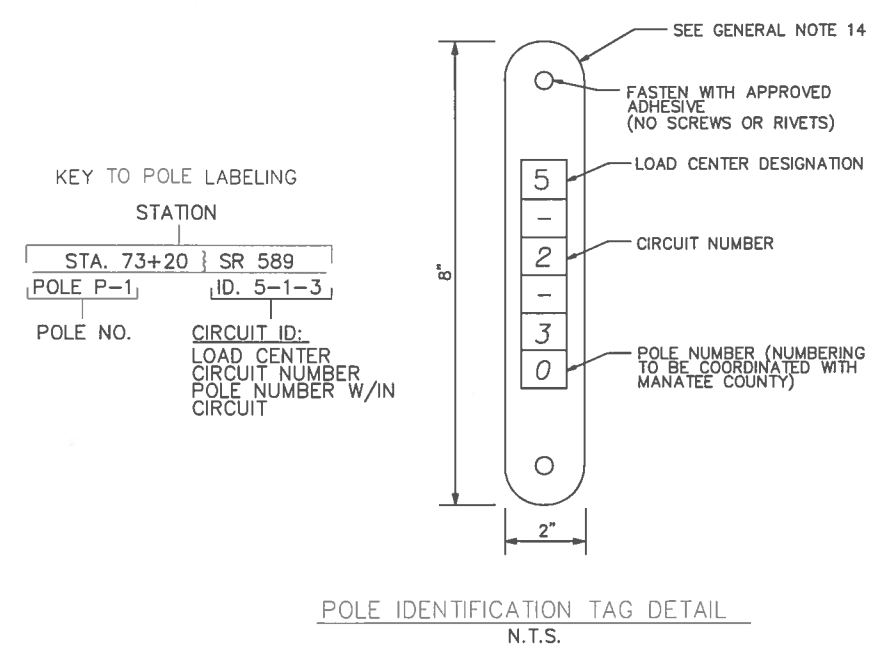 KEY TO POLE LABELING
STATION
STA. 73+20 SR 589
POLE P-1 ID. 5-1-3
POLE NO.
CIRCUIT ID:
LOAD CENTER
CIRCUIT NUMBER
POLE NUMBER W/IN
CIRCUIT
SEE GENERAL NOTE 14
FASTEN WITH APPROVED
ADHESIVE
(NO SCREWS OR RIVETS)
LOAD CENTER DESIGNATION
CIRCUIT NUMBER
POLE NUMBER (NUMBERING
TO BE COORDINATED WITH
MANATEE COUNTY)
5
-
2
-
3
0
8"
2"
POLE IDENTIFICATION TAG DETAIL
N.T.S.